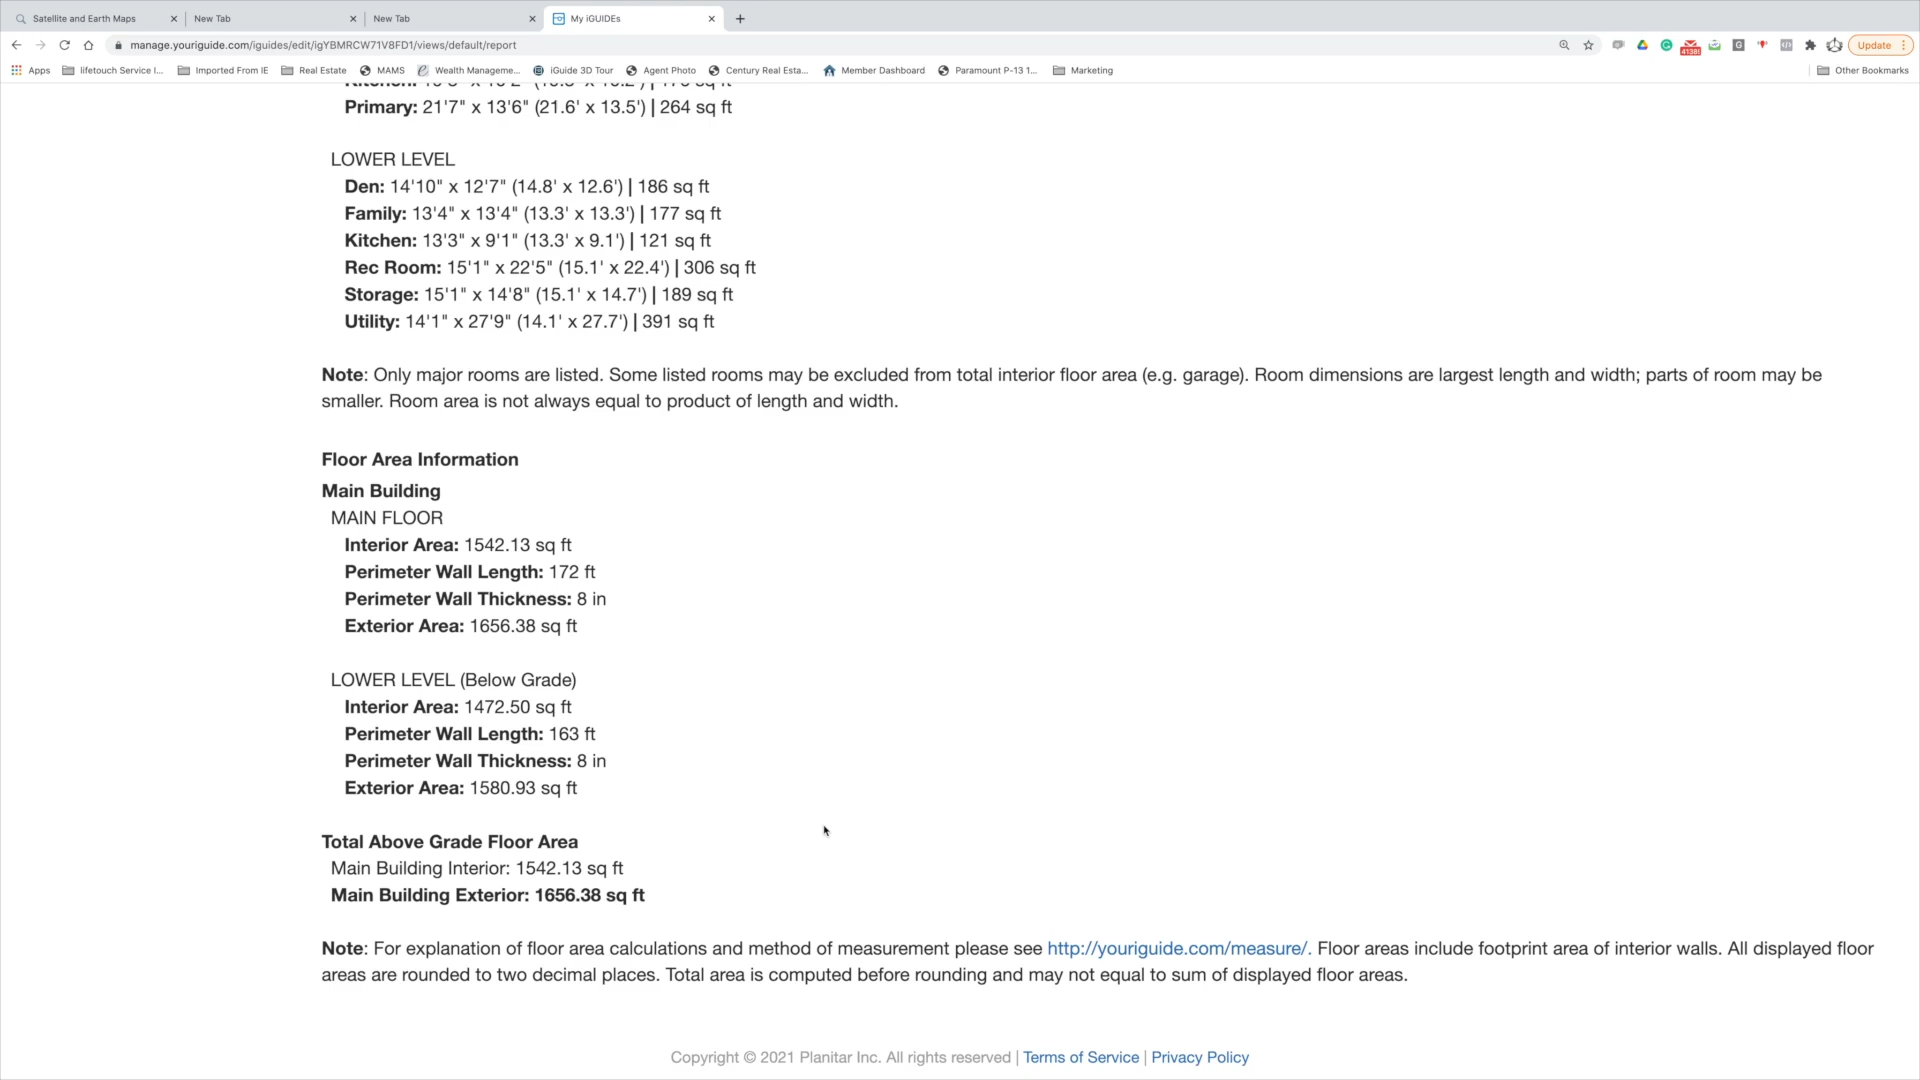 Satellite and Earth Maps
New Tab
New Tab
My iGUIDEs
manage.youriguide.com/iguides/edit/igYBMRCW71V8FD1/views/default/report
Update
Apps
lifetouch Service I...
Imported From IE
Real Estate
MAMS
Wealth Manageme...
iGuide 3D Tour
Agent Photo
Century Real Esta...
Member Dashboard
Paramount P-13 1...
Marketing
Other Bookmarks
Primary: 21'7" x 13'6" (21.6' x 13.5') | 264 sq ft
LOWER LEVEL
Den: 14'10" x 12'7" (14.8' x 12.6') | 186 sq ft
Family: 13'4" x 13'4" (13.3' x 13.3') | 177 sq ft
Kitchen: 13'3" x 9'1" (13.3' x 9.1') | 121 sq ft
Rec Room: 15'1" x 22'5" (15.1' x 22.4') | 306 sq ft
Storage: 15'1" x 14'8" (15.1' x 14.7') | 189 sq ft
Utility: 14'1" x 27'9" (14.1' x 27.7') | 391 sq ft
Note: Only major rooms are listed. Some listed rooms may be excluded from total interior floor area (e.g. garage). Room dimensions are largest length and width; parts of room may be
smaller. Room area is not always equal to product of length and width.
Floor Area Information
Main Building
MAIN FLOOR
Interior Area: 1542.13 sq ft
Perimeter Wall Length: 172 ft
Perimeter Wall Thickness: 8 in
Exterior Area: 1656.38 sq ft
LOWER LEVEL (Below Grade)
Interior Area: 1472.50 sq ft
Perimeter Wall Length: 163 ft
Perimeter Wall Thickness: 8 in
Exterior Area: 1580.93 sq ft
Total Above Grade Floor Area
Main Building Interior: 1542.13 sq ft
Main Building Exterior: 1656.38 sq ft
Note: For explanation of floor area calculations and method of measurement please see http://youriguide.com/measure/. Floor areas include footprint area of interior walls. All displayed floor
areas are rounded to two decimal places. Total area is computed before rounding and may not equal to sum of displayed floor areas.
Copyright © 2021 Planitar Inc. All rights reserved | Terms of Service | Privacy Policy